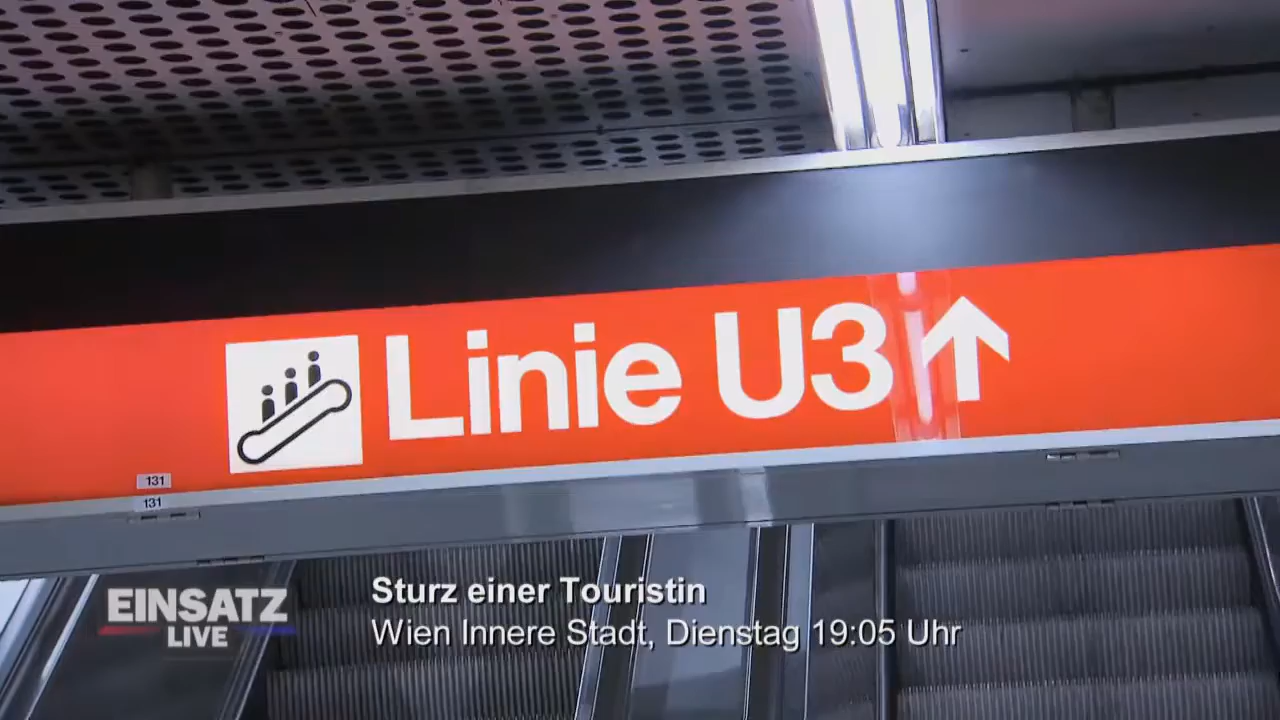 Linie U3↑
131
131
EINSATZ
LIVE
Sturz einer Touristin
Wien Innere Stadt, Dienstag 19:05 Uhr